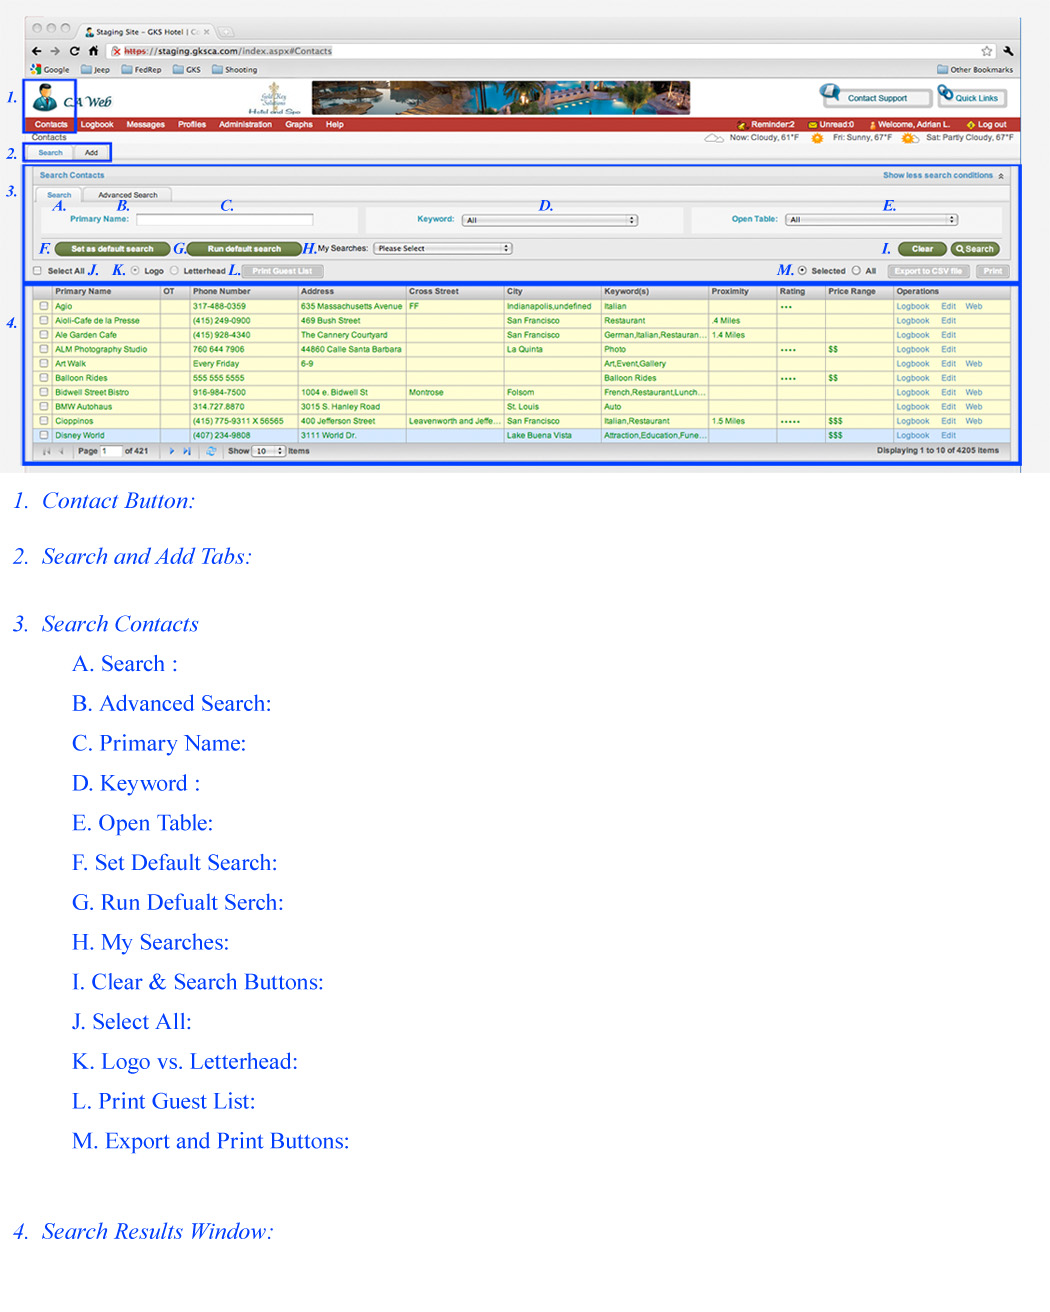 Staging Site - GKS Hotel | C
https://staging.gksca.com/index.aspx#Contacts
Google Jeep FedRep GKS Shooting Other Bookmarks
1. CA Web Gold Key Solutions Hotel and Spa Contact Support Quick Links
Contacts Logbook Messages Profiles Administration Graphs Help Reminder:2 Unread:0 Welcome, Adrian L. Log out
Contacts Now: Cloudy, 61°F Fri: Sunny, 67°F Sat: Partly Cloudy, 67°F
2. Search Add
Search Contacts Show less search conditions
3. Search Advanced Search
A. B. C. D. E.
Primary Name: Keyword: All Open Table: All
F. Set as default search G. Run default search H. My Searches: Please Select I. Clear Search
Select All J. K. Logo Letterhead L. Print Guest List M. Selected All Export to CSV file Print
Primary Name OT Phone Number Address Cross Street City Keyword(s) Proximity Rating Price Range Operations
Agio 317-488-0359 635 Massachusetts Avenue FF Indianapolis,undefined Italian ••• Logbook Edit Web
Aioli-Cafe de la Presse (415) 249-0900 469 Bush Street San Francisco Restaurant .4 Miles Logbook Edit
4. Ale Garden Cafe (415) 928-4340 The Cannery Courtyard San Francisco German,Italian,Restauran... 1.4 Miles Logbook Edit
ALM Photography Studio 760 644 7906 44860 Calle Santa Barbara La Quinta Photo •••• $$ Logbook Edit
Art Walk Every Friday 6-9 Art,Event,Gallery Logbook Edit Web
Balloon Rides 555 555 5555 Balloon Rides •••• $$ Logbook Edit
Bidwell Street Bistro 916-984-7500 1004 e. Bidwell St Montrose Folsom French,Restaurant,Lunch... Logbook Edit Web
BMW Autohaus 314.727.8870 3015 S. Hanley Road St. Louis Auto Logbook Edit Web
Cioppinos (415) 775-9311 X 56565 400 Jefferson Street Leavenworth and Jeffe... San Francisco Italian,Restaurant 1.5 Miles ••••• $$$ Logbook Edit Web
Disney World (407) 234-9808 3111 World Dr. Lake Buena Vista Attraction,Education,Fune... $$$ Logbook Edit
Page 1 of 421 Show 10 Items Displaying 1 to 10 of 4205 Items
1. Contact Button:
2. Search and Add Tabs:
3. Search Contacts
A. Search :
B. Advanced Search:
C. Primary Name:
D. Keyword :
E. Open Table:
F. Set Default Search:
G. Run Defualt Serch:
H. My Searches:
I. Clear & Search Buttons:
J. Select All:
K. Logo vs. Letterhead:
L. Print Guest List:
M. Export and Print Buttons:
4. Search Results Window: